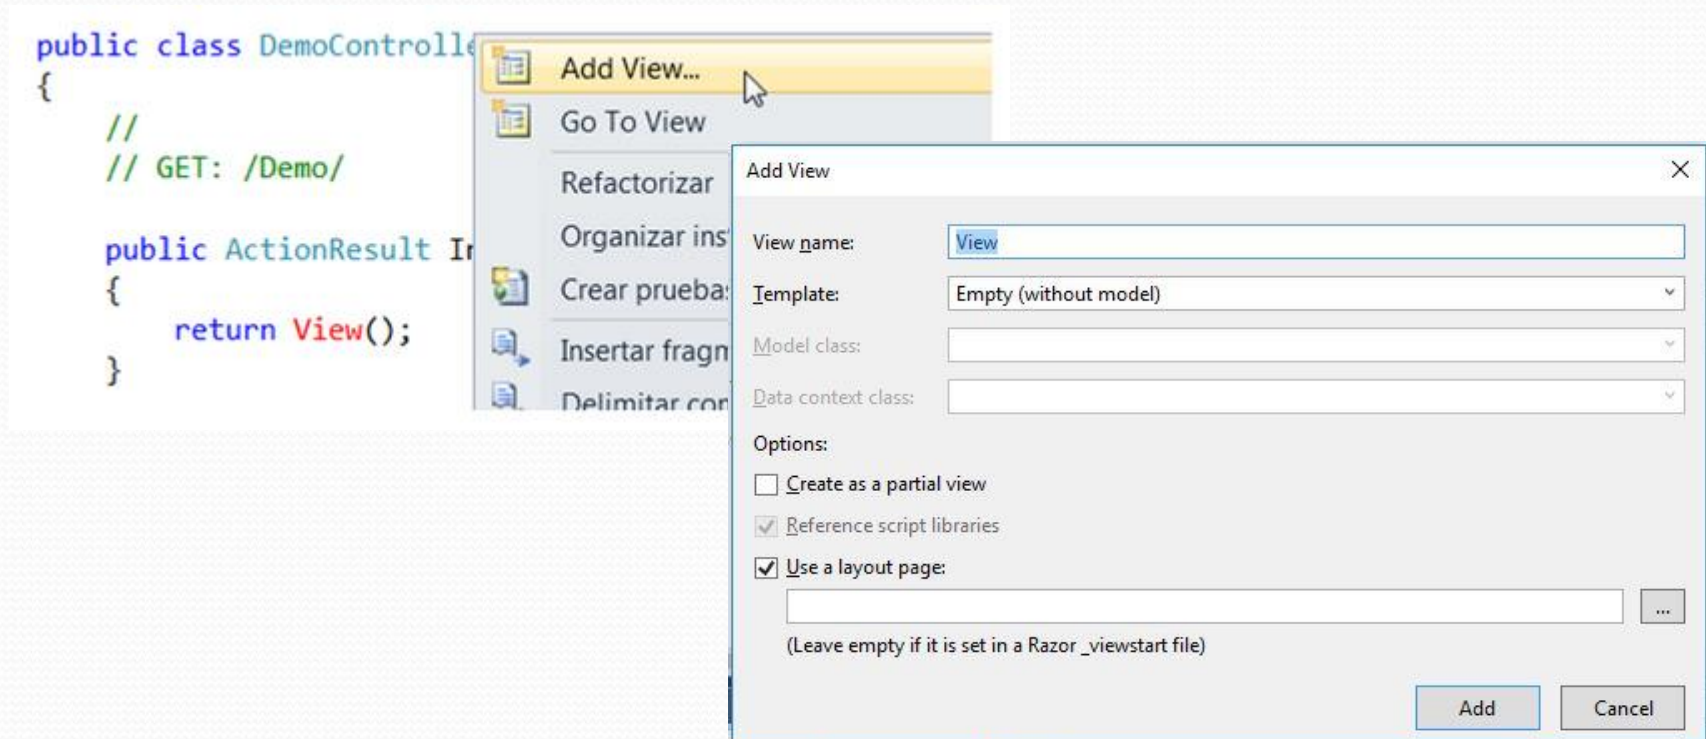 public class DemoControlle
{
//
// GET: /Demo/
public ActionResult In
{
return View();
}
Add View...
Go To View
Refactorizar
Organizar ins
Crear pruebas
Insertar fragm
Delimitar con
Add View
View name:
View
Template:
Empty (without model)
Model class:
Data context class:
Options:
Create as a partial view
Reference script libraries
Use a layout page:
...
(Leave empty if it is set in a Razor _viewstart file)
Add
Cancel